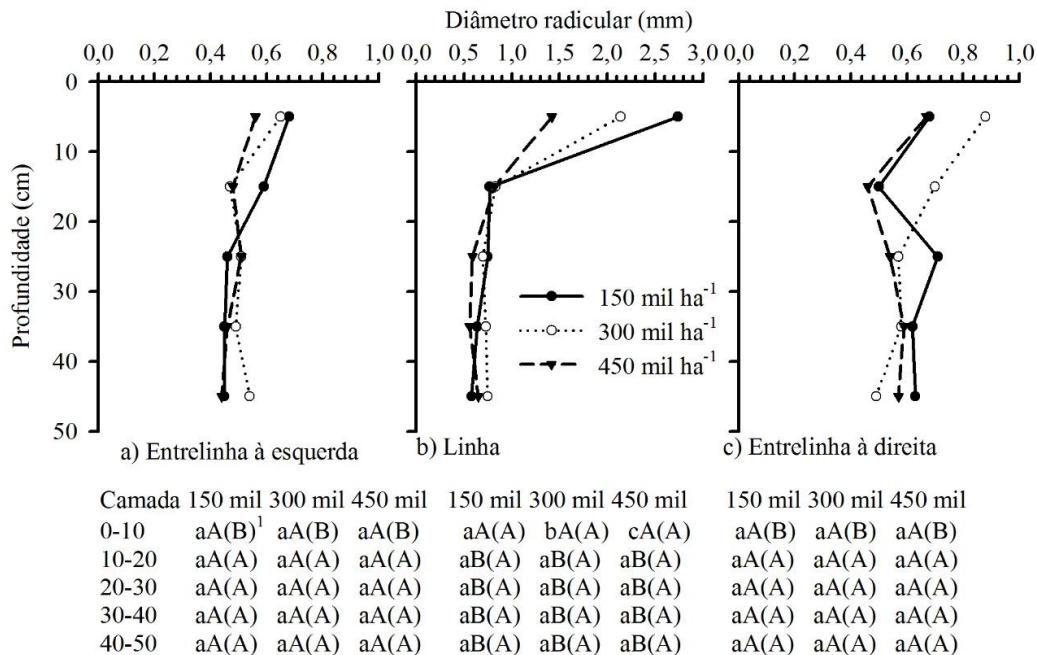 Diâmetro radicular (mm)
0,0 0,2 0,4 0,6 0,8 1,0 0,0 0,5 1,0 1,5 2,0 2,5 3,0 0,0 0,2 0,4 0,6 0,8 1,0
Profundidade (cm)
0
10
20
30
40
50
150 mil ha⁻¹
300 mil ha⁻¹
450 mil ha⁻¹
a) Entrelinha à esquerda b) Linha c) Entrelinha à direita
Camada 150 mil 300 mil 450 mil 150 mil 300 mil 450 mil 150 mil 300 mil 450 mil
0-10 aA(B)¹ aA(B) aA(B) aA(A) bA(A) cA(A) aA(B) aA(B) aA(B)
10-20 aA(A) aA(A) aA(A) aB(A) aB(A) aB(A) aA(A) aA(A) aA(A)
20-30 aA(A) aA(A) aA(A) aB(A) aB(A) aB(A) aA(A) aA(A) aA(A)
30-40 aA(A) aA(A) aA(A) aB(A) aB(A) aB(A) aA(A) aA(A) aA(A)
40-50 aA(A) aA(A) aA(A) aB(A) aB(A) aB(A) aA(A) aA(A) aA(A)